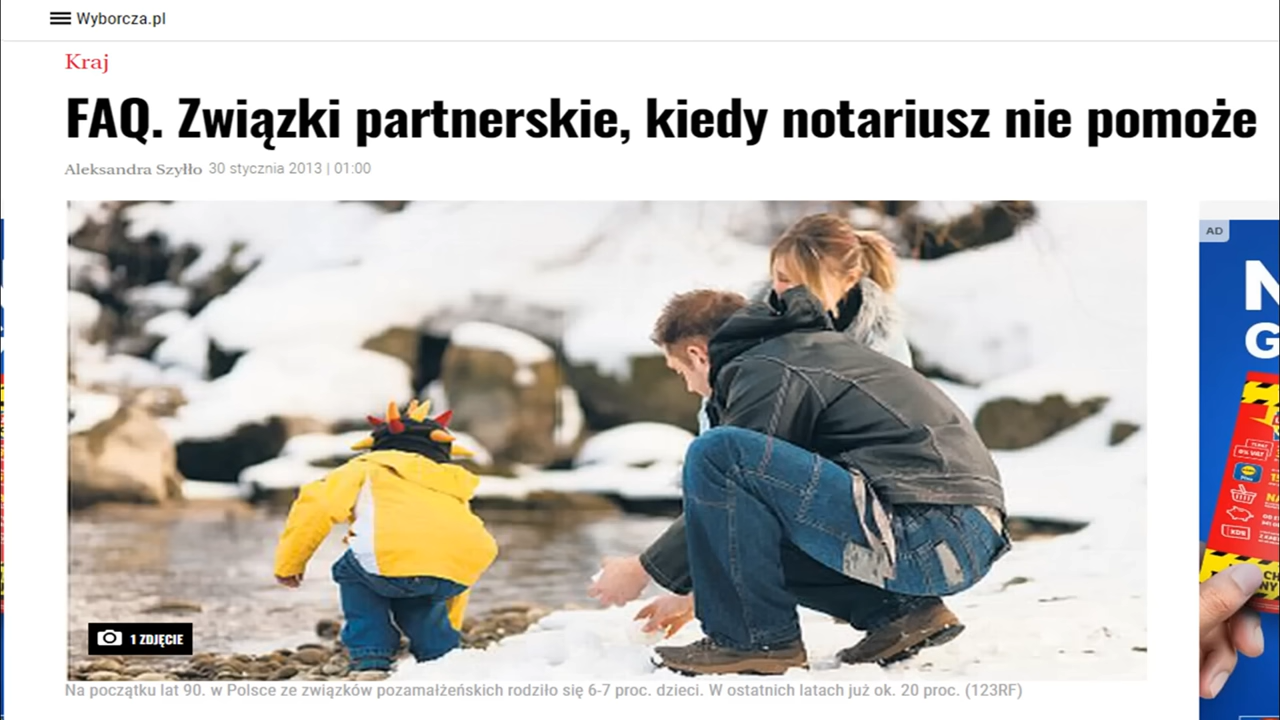 Wyborcza.pl
Kraj
FAQ. Związki partnerskie, kiedy notariusz nie pomoże
Aleksandra Szyłło 30 stycznia 2013 | 01:00
AD
N
G
8% VAT
1 ZDJĘCIE
Na początku lat 90. w Polsce ze związków pozamałżeńskich rodziło się 6-7 proc. dzieci. W ostatnich latach już ok. 20 proc. (123RF)